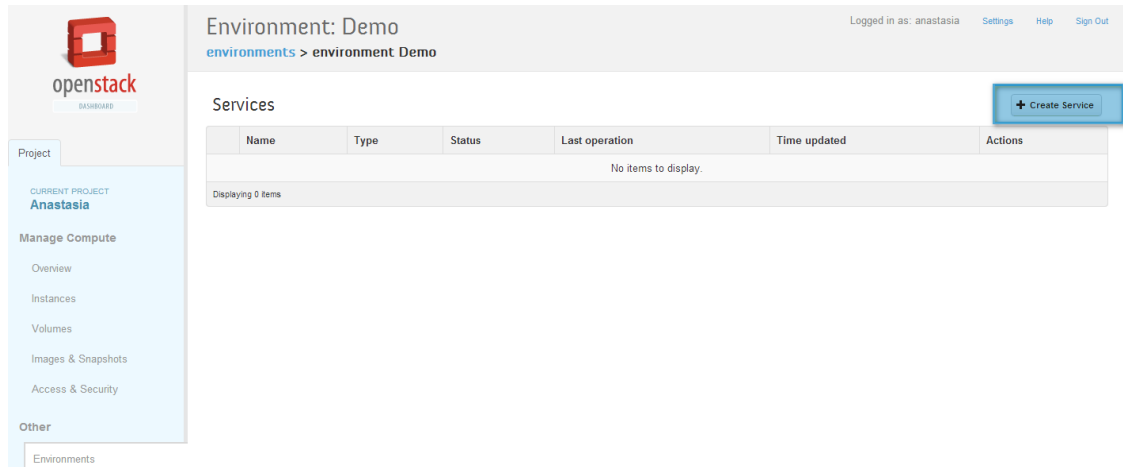 openstack
DASHBOARD
Project
CURRENT PROJECT
Anastasia
Manage Compute
Overview
Instances
Volumes
Images & Snapshots
Access & Security
Other
Environments
Environment: Demo
environments > environment Demo
Logged in as: anastasia Settings Help Sign Out
Services
+ Create Service
Name Type Status Last operation Time updated Actions
No items to display.
Displaying 0 items